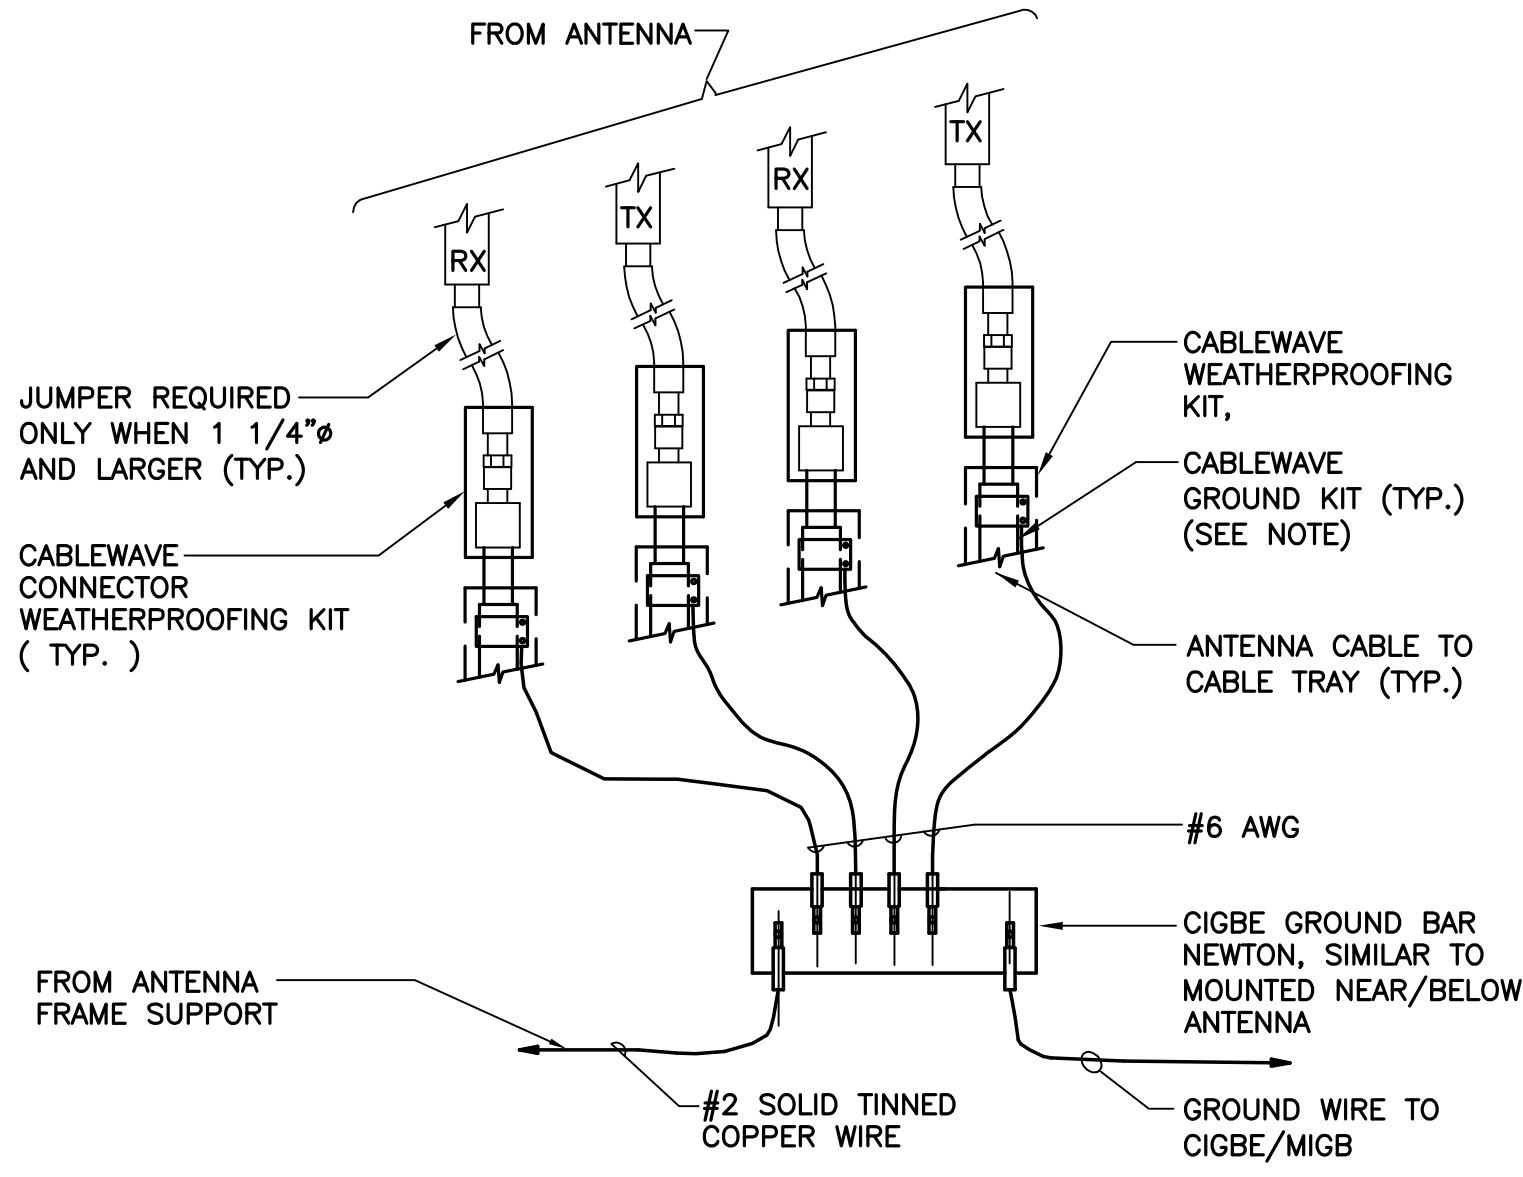 FROM ANTENNA
TX
RX
TX
RX
JUMPER REQUIRED
ONLY WHEN 1 1/4"ø
AND LARGER (TYP.)
CABLEWAVE
CONNECTOR
WEATHERPROOFING KIT
( TYP. )
CABLEWAVE
WEATHERPROOFING
KIT,
CABLEWAVE
GROUND KIT (TYP.)
(SEE NOTE)
ANTENNA CABLE TO
CABLE TRAY (TYP.)
#6 AWG
CIGBE GROUND BAR
NEWTON, SIMILAR TO
MOUNTED NEAR/BELOW
ANTENNA
FROM ANTENNA
FRAME SUPPORT
#2 SOLID TINNED
COPPER WIRE
GROUND WIRE TO
CIGBE/MIGB